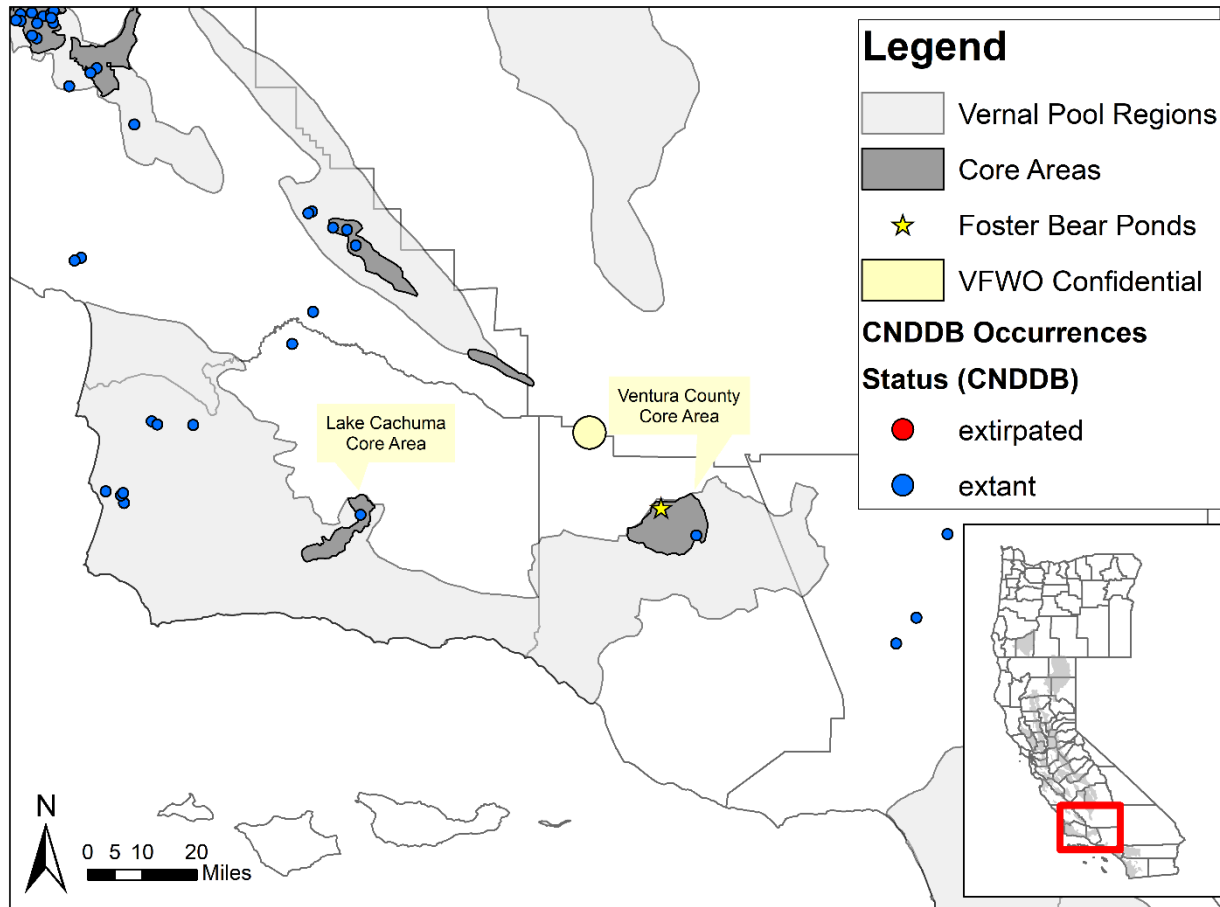 Legend
Vernal Pool Regions
Core Areas
Foster Bear Ponds
VFWO Confidential
CNDDB Occurrences
Status (CNDDB)
extirpated
extant
Lake Cachuma
Core Area
Ventura County
Core Area
N
0 5 10 20
Miles